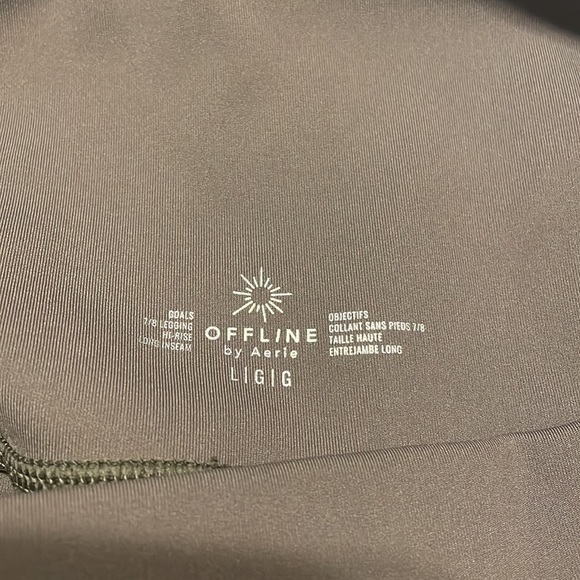 GOALS
7/8 LEGGING
HI-RISE
LONG INSEAM
OFFLINE
by Aerie
L|G|G
OBJECTIFS
COLLANT SANS PIEDS 7/8
TAILLE HAUTE
ENTREJAMBE LONG